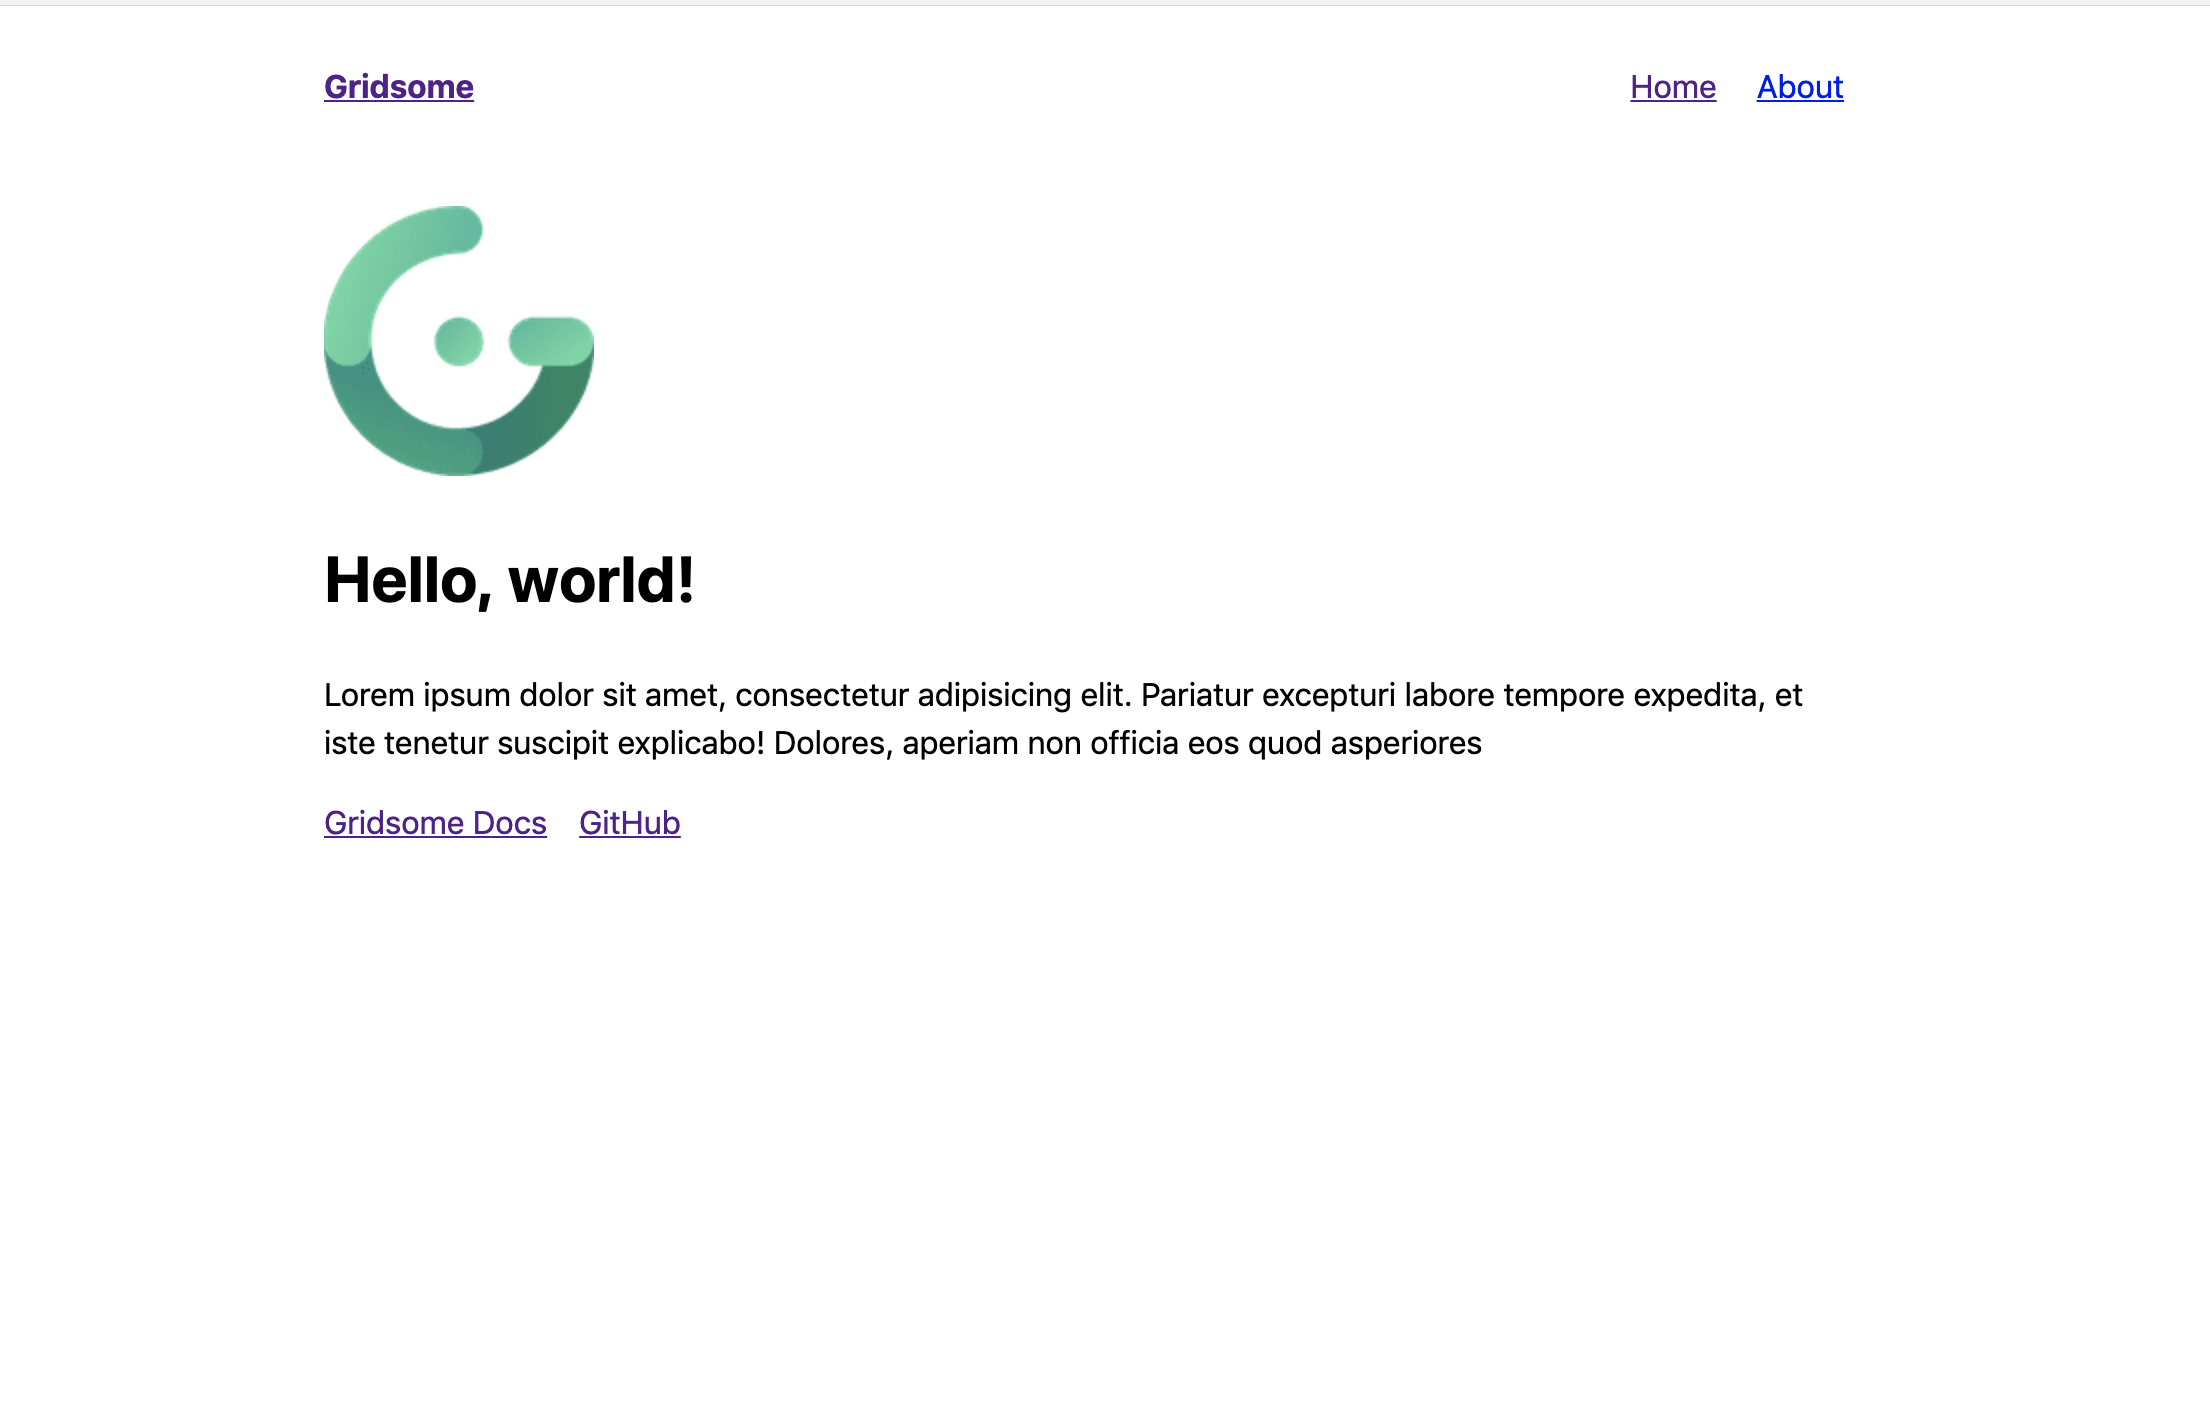 Gridsome Home About
Hello, world!
Lorem ipsum dolor sit amet, consectetur adipisicing elit. Pariatur excepturi labore tempore expedita, et
iste tenetur suscipit explicabo! Dolores, aperiam non officia eos quod asperiores
Gridsome Docs GitHub